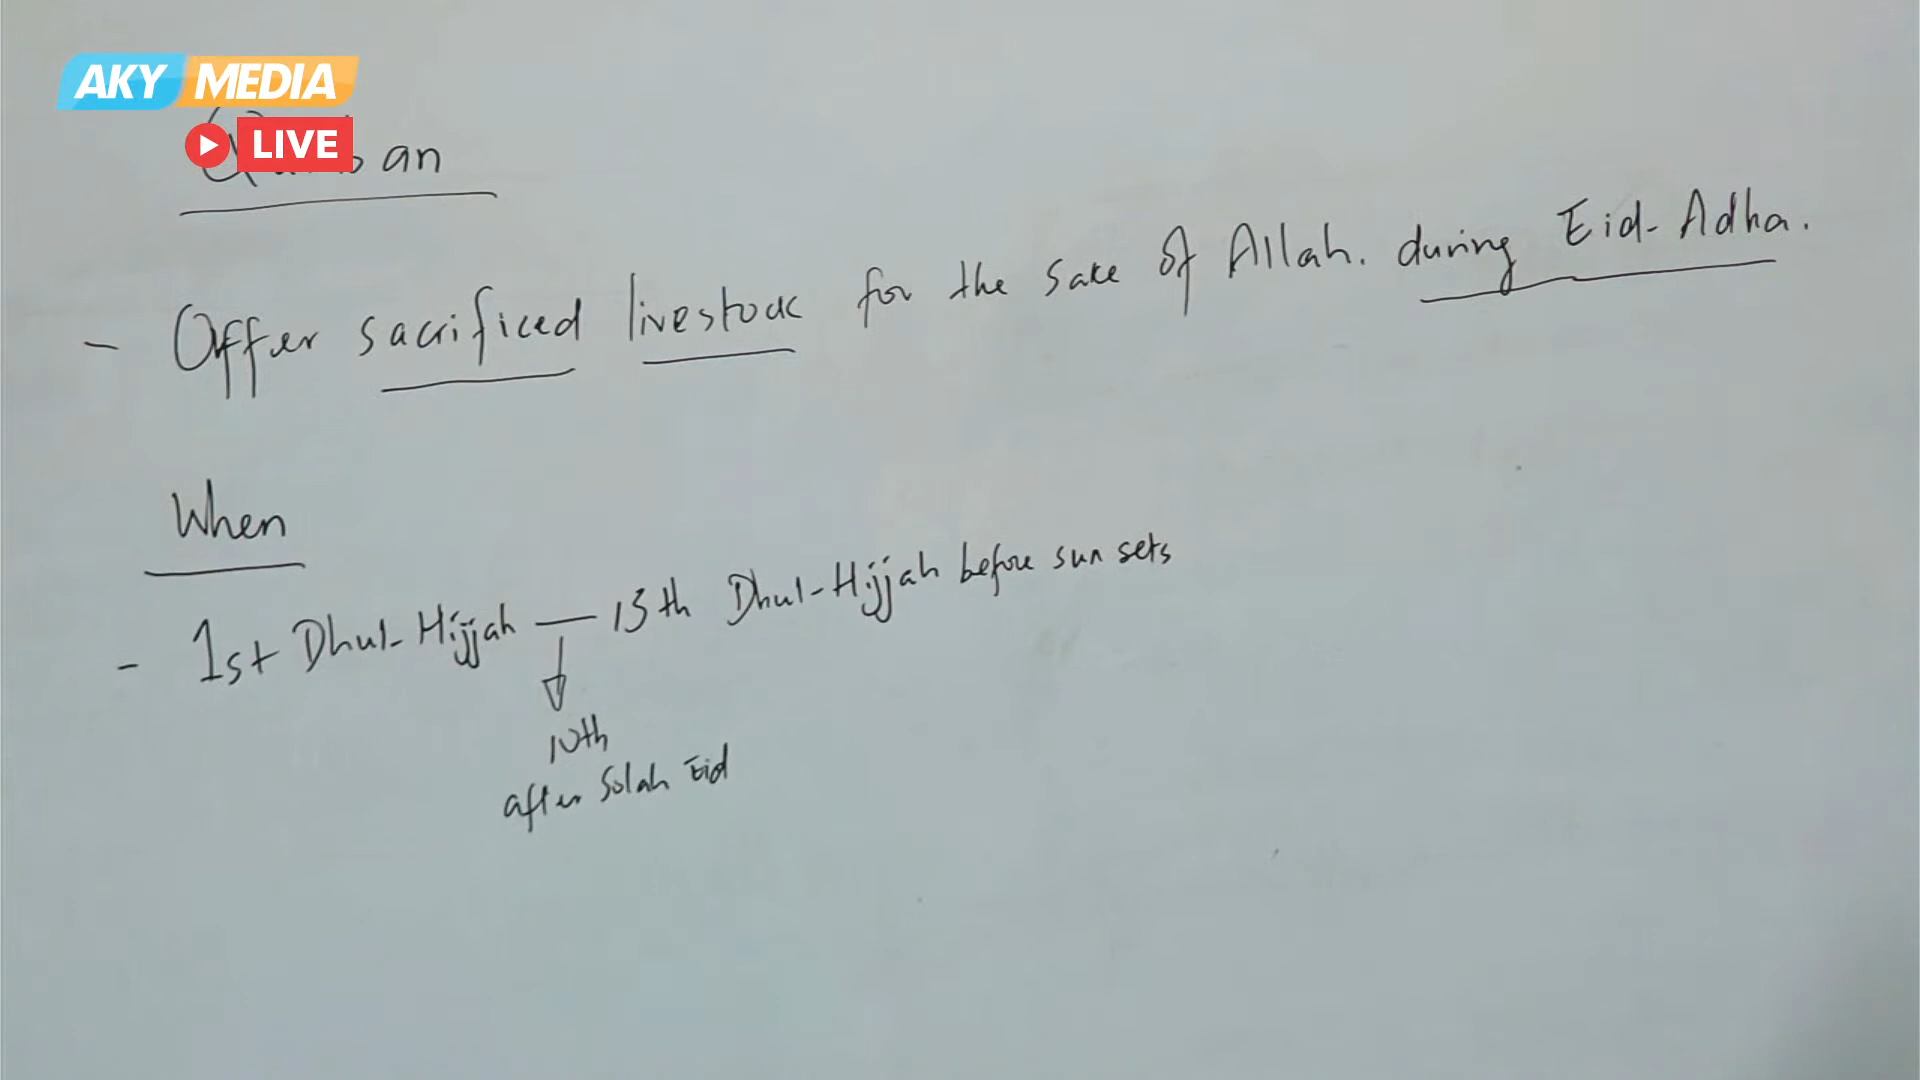 AKY MEDIA
LIVE
- Offer sacrificed livestock for the sake of Allah. during Eid-Adha.
When
- 1st Dhul-Hijjah — 13th Dhul-Hijjah before sun sets
10th
after Solah Eid